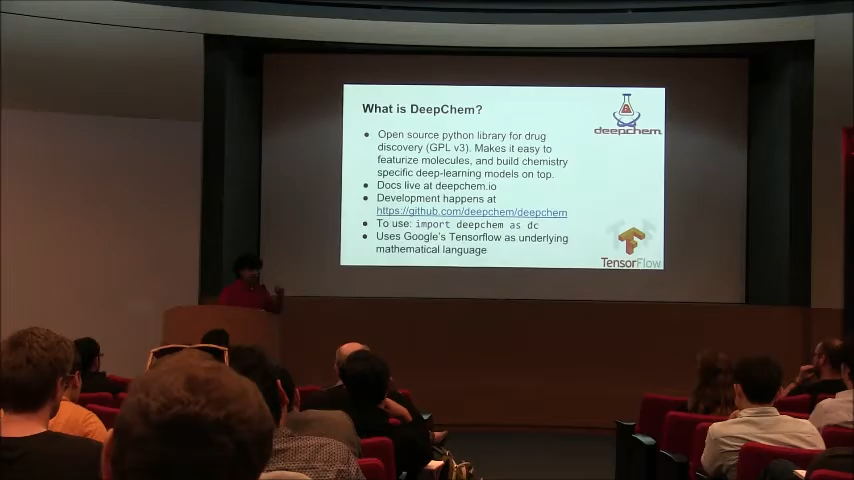 What is DeepChem?
● Open source python library for drug
discovery (GPL v3). Makes it easy to
featurize molecules, and build chemistry
specific deep-learning models on top.
● Docs live at deepchem.io
● Development happens at
https://github.com/deepchem/deepchem
● To use: import deepchem as dc
● Uses Google's Tensorflow as underlying
mathematical language
deepchem
TensorFlow